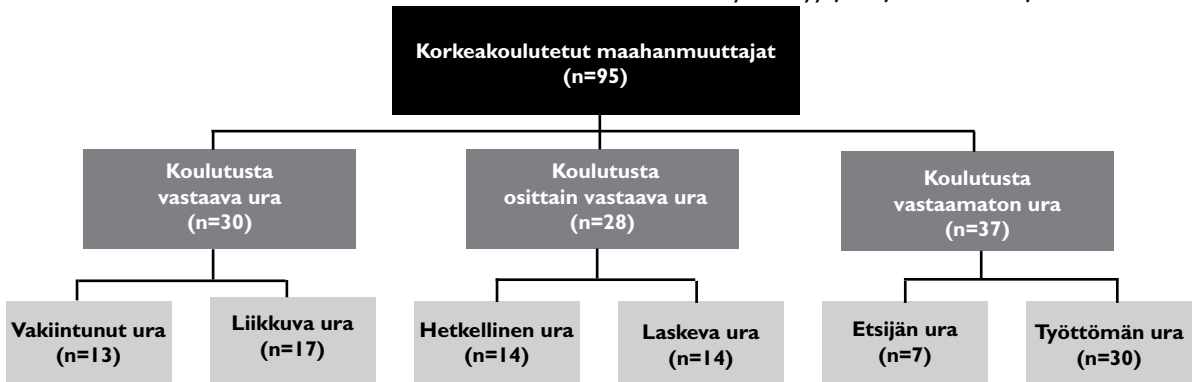 Korkeakoulutetut maahanmuuttajat
(n=95)
Koulutusta
vastaava ura
(n=30)
Koulutusta
osittain vastaava ura
(n=28)
Koulutusta
vastaamaton ura
(n=37)
Vakiintunut ura
(n=13)
Liikkuva ura
(n=17)
Hetkellinen ura
(n=14)
Laskeva ura
(n=14)
Etsijän ura
(n=7)
Työttömän ura
(n=30)